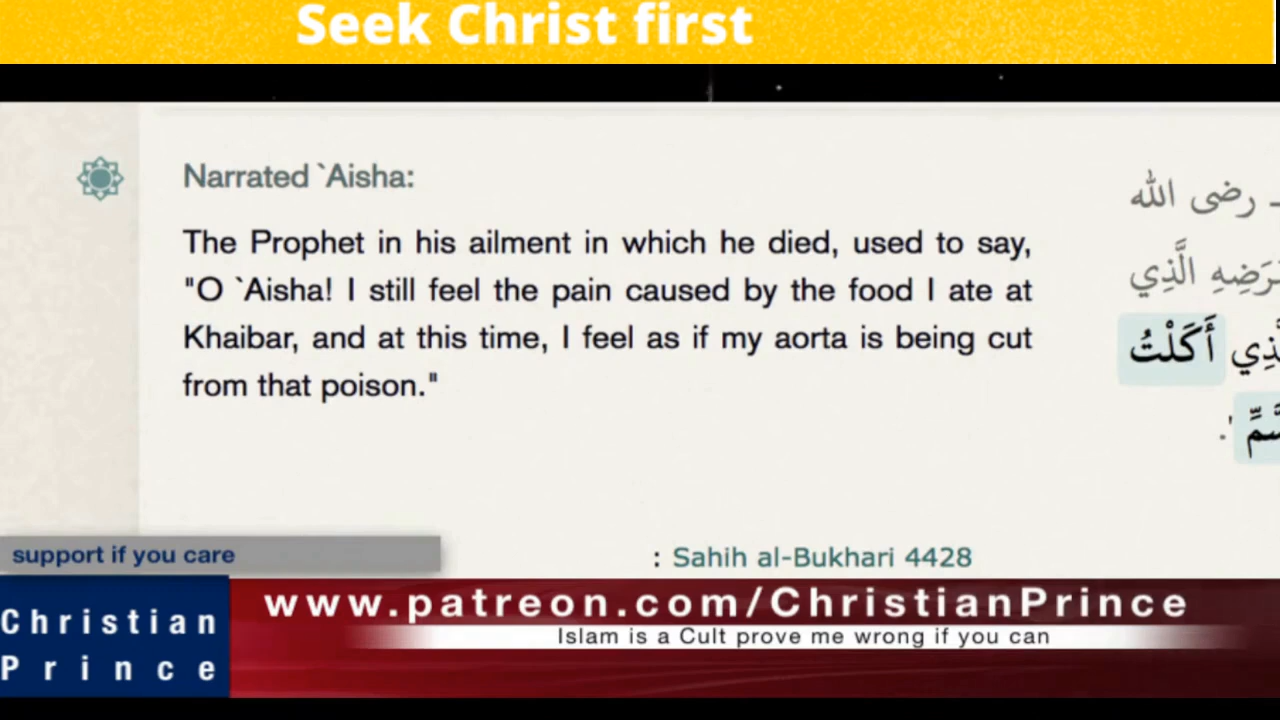 Seek Christ first
Narrated `Aisha:
The Prophet in his ailment in which he died, used to say,
"O `Aisha! I still feel the pain caused by the food I ate at
Khaibar, and at this time, I feel as if my aorta is being cut
from that poison."
ـ رضى الله
الَّذِي
أَكَلْتُ
: Sahih al-Bukhari 4428
support if you care
Christian
Prince
www.patreon.com/ChristianPrince
Islam is a Cult prove me wrong if you can